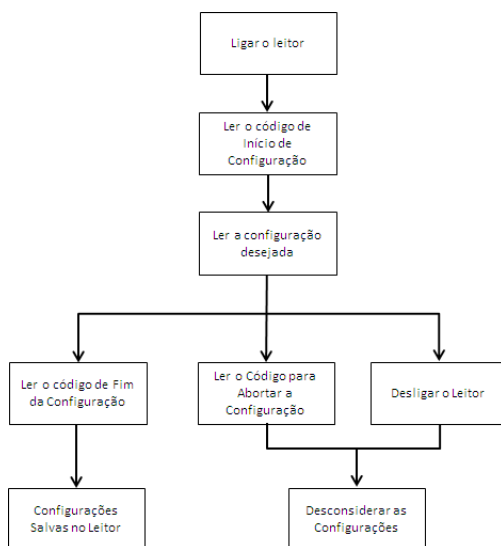 Ligar o leitor
Ler o código de
Início de
Configuração
Ler a configuração
desejada
Ler o código de Fim
da Configuração
Ler o Código para
Abortar a
Configuração
Desligar o Leitor
Configurações
Salvas no Leitor
Desconsiderar as
Configurações